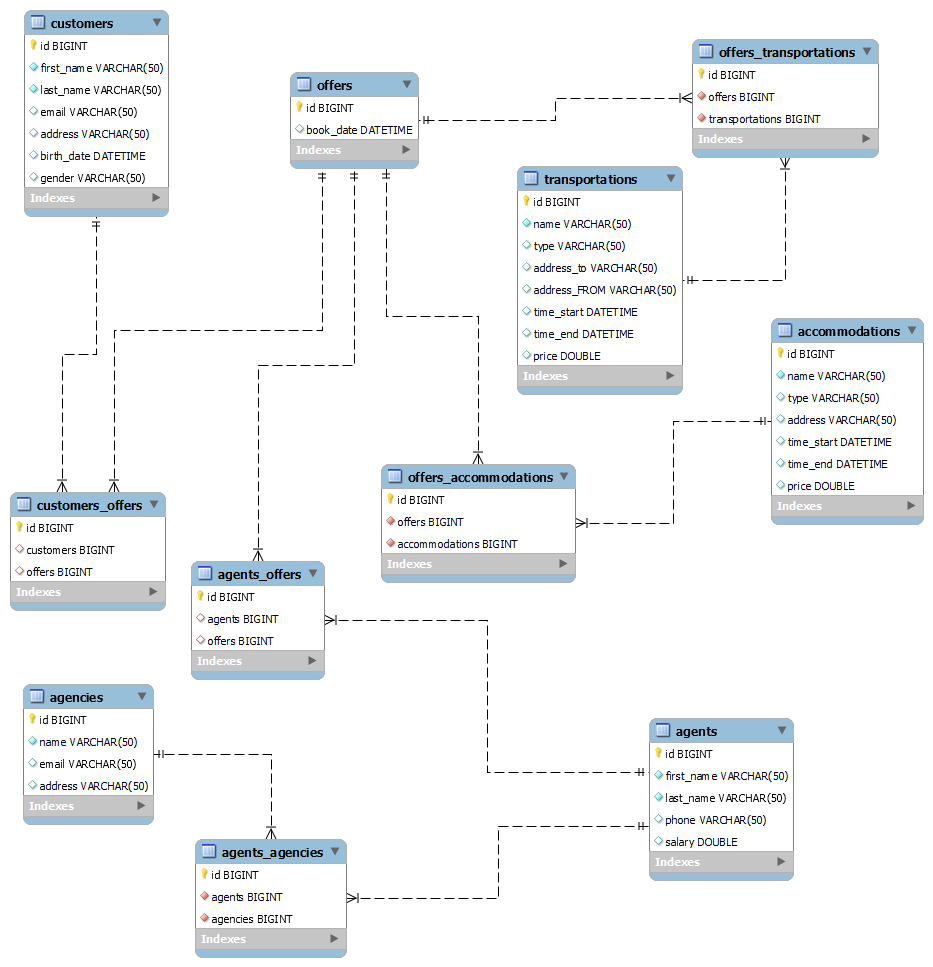 customers
id BIGINT
first_name VARCHAR(50)
last_name VARCHAR(50)
email VARCHAR(50)
address VARCHAR(50)
birth_date DATETIME
gender VARCHAR(50)
Indexes
offers
id BIGINT
book_date DATETIME
Indexes
offers_transportations
id BIGINT
offers BIGINT
transportations BIGINT
Indexes
transportations
id BIGINT
name VARCHAR(50)
type VARCHAR(50)
address_to VARCHAR(50)
address_FROM VARCHAR(50)
time_start DATETIME
time_end DATETIME
price DOUBLE
Indexes
accommodations
id BIGINT
name VARCHAR(50)
type VARCHAR(50)
address VARCHAR(50)
time_start DATETIME
time_end DATETIME
price DOUBLE
Indexes
customers_offers
id BIGINT
customers BIGINT
offers BIGINT
Indexes
offers_accommodations
id BIGINT
offers BIGINT
accommodations BIGINT
Indexes
agents_offers
id BIGINT
agents BIGINT
offers BIGINT
Indexes
agencies
id BIGINT
name VARCHAR(50)
email VARCHAR(50)
address VARCHAR(50)
Indexes
agents
id BIGINT
first_name VARCHAR(50)
last_name VARCHAR(50)
phone VARCHAR(50)
salary DOUBLE
Indexes
agents_agencies
id BIGINT
agents BIGINT
agencies BIGINT
Indexes